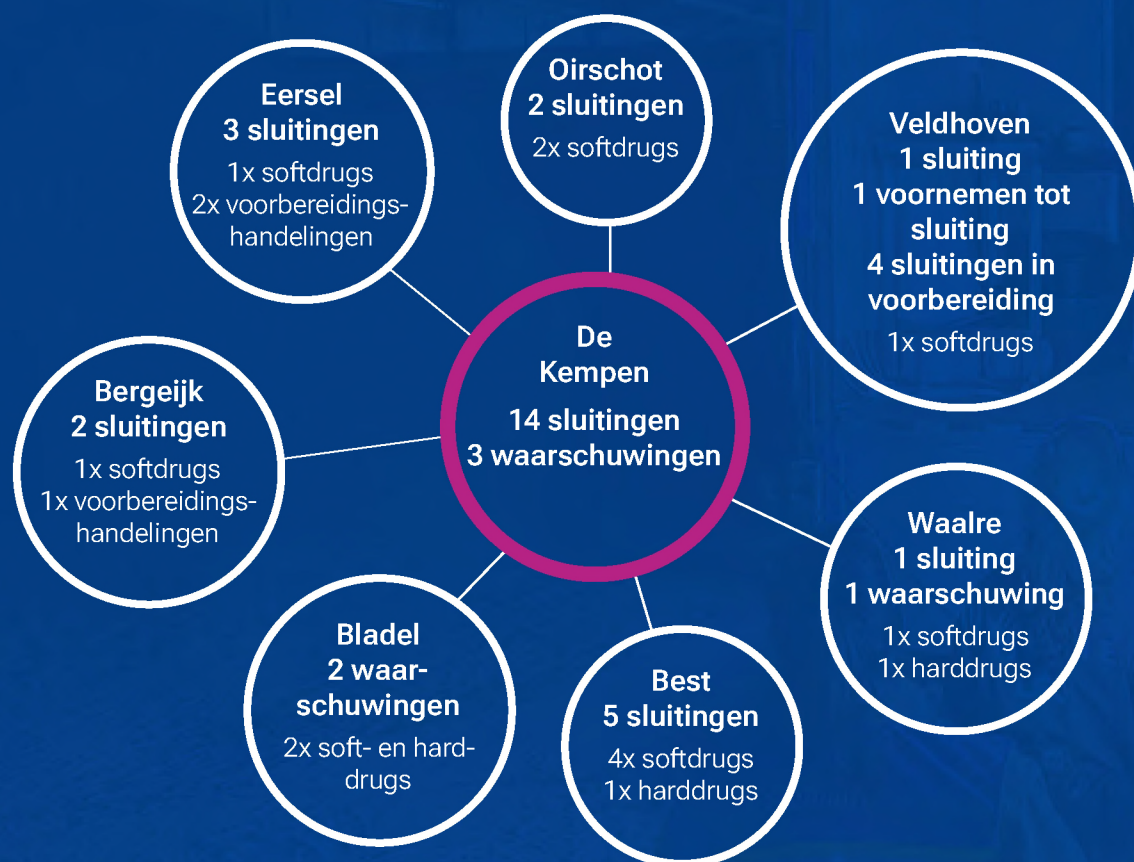 Oirschot
2 sluitingen
2x softdrugs
Eersel
3 sluitingen
1x softdrugs
2x voorbereidings-
handelingen
Veldhoven
1 sluiting
1 voornemen tot
sluiting
4 sluitingen in
voorbereiding
1x softdrugs
De
Kempen
14 sluitingen
3 waarschuwingen
Bergeijk
2 sluitingen
1x softdrugs
1x voorbereidings-
handelingen
Waalre
1 sluiting
1 waarschuwing
1x softdrugs
1x harddrugs
Bladel
2 waar-
schuwingen
2x soft- en hard-
drugs
Best
5 sluitingen
4x softdrugs
1x harddrugs